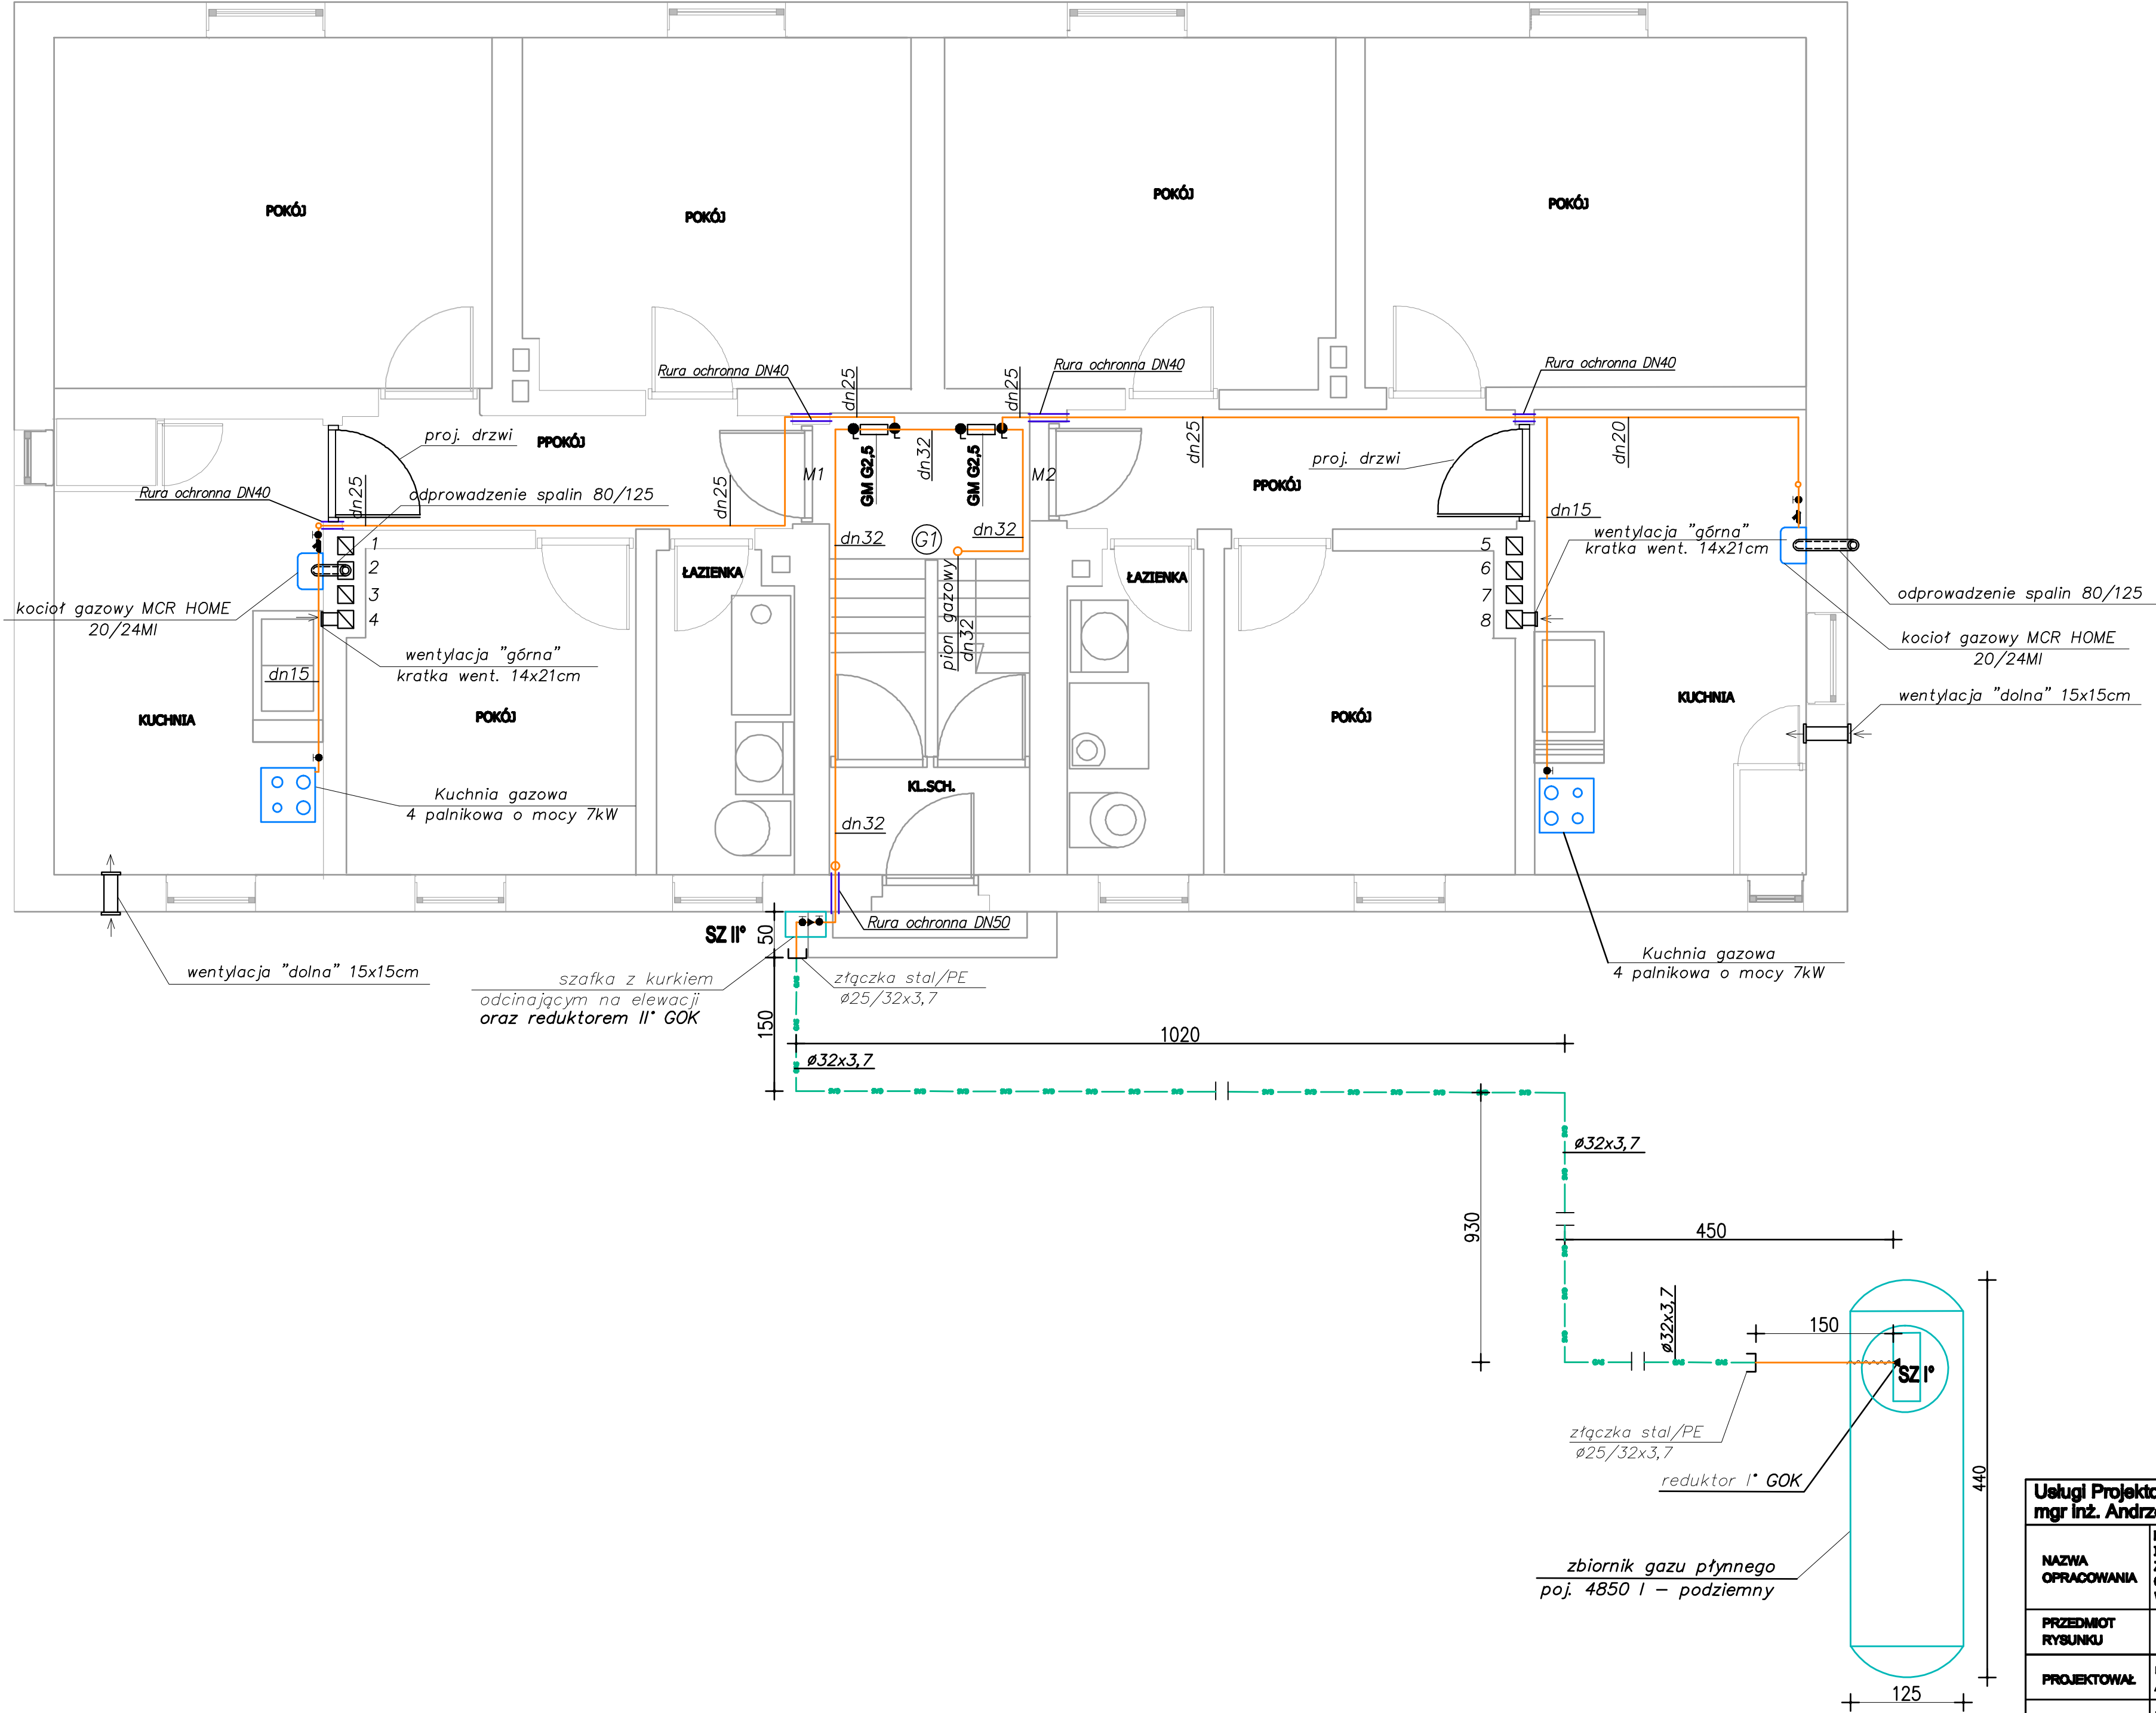 POKÓJ
POKÓJ
POKÓJ
POKÓJ
Rura ochronna DN40
dn25
dn25
Rura ochronna DN40
Rura ochronna DN40
proj. drzwi
PPOKÓJ
M1
GM G2,5
dn32
GM G2,5
M2
dn25
proj. drzwi
PPOKÓJ
dn20
Rura ochronna DN40
dn25
odprowadzenie spalin 80/125
dn25
dn32
G1
dn32
dn15
wentylacja "górna"
kratka went. 14x21cm
1
2
3
4
5
6
7
8
ŁAZIENKA
ŁAZIENKA
pion gazowy
dn32
kocioł gazowy MCR HOME
20/24MI
odprowadzenie spalin 80/125
kocioł gazowy MCR HOME
20/24MI
wentylacja "górna"
kratka went. 14x21cm
dn15
KUCHNIA
POKÓJ
POKÓJ
KUCHNIA
wentylacja "dolna" 15x15cm
KL.SCH.
Kuchnia gazowa
4 palnikowa o mocy 7kW
dn32
Rura ochronna DN50
SZ II°
50
wentylacja "dolna" 15x15cm
szafka z kurkiem
odcinającym na elewacji
oraz reduktorem II° GOK
złączka stal/PE
ø25/32x3,7
Kuchnia gazowa
4 palnikowa o mocy 7kW
150
1020
ø32x3,7
ø32x3,7
930
450
ø32x3,7
150
SZ I°
złączka stal/PE
ø25/32x3,7
reduktor I° GOK
440
zbiornik gazu płynnego
poj. 4850 l – podziemny
125
mgr inż.
NAZWA
OPRACOWANIA
PRZEDMIOT
RYSUNKU
PROJEKTOWAŁ